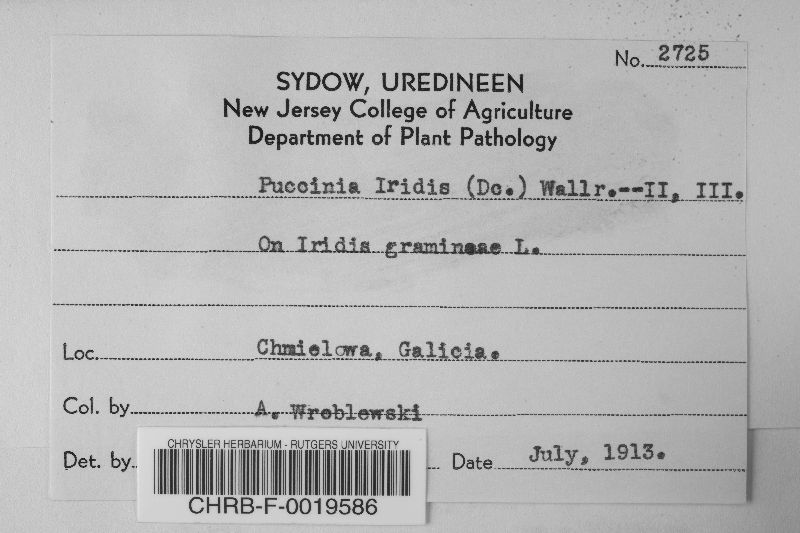 No. 2725
SYDOW, UREDINEEN
New Jersey College of Agriculture
Department of Plant Pathology
Puccinia Iridis (Dc.) Wallr.--II, III.
On Iridis gramineae L.
Loc. Chmielowa, Galicia.
Col. by A. Wroblewski
Det. by Date July, 1913.
CHRYSLER HERBARIUM - RUTGERS UNIVERSITY
CHRB-F-0019586